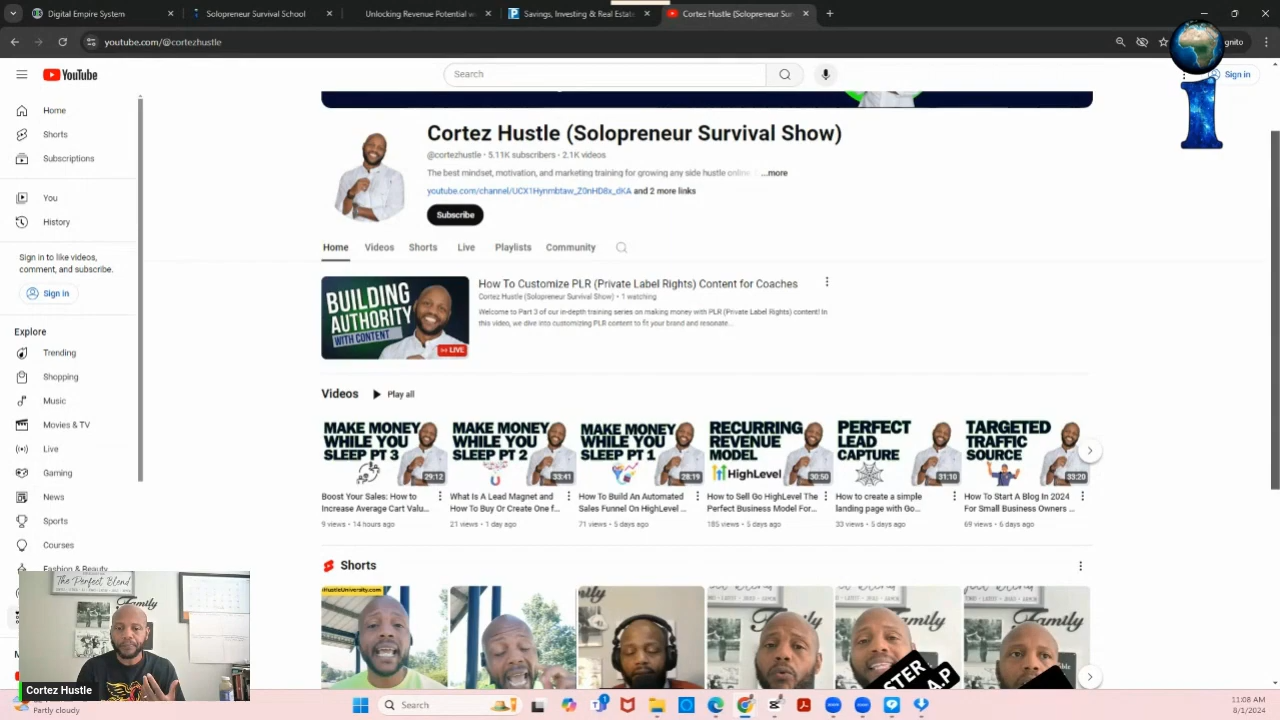 Digital Empire System
Solopreneur Survival School
Unlocking Revenue Potential w
Savings, Investing & Real Estate
Cortez Hustle (Solopreneur Sur
youtube.com/@cortezhustle
gnito
YouTube
Search
Sign in
Home
Shorts
Subscriptions
You
History
Sign in to like videos,
comment, and subscribe.
Sign in
Explore
Trending
Shopping
Music
Movies & TV
Live
Gaming
News
Sports
Courses
Fashion & Beauty
Cortez Hustle (Solopreneur Survival Show)
@cortezhustle · 5.11K subscribers · 2.1K videos
The best mindset, motivation, and marketing training for growing any side hustle online ...more
and 2 more links
Subscribe
Home Videos Shorts Live Playlists Community
BUILDING
AUTHORITY
WITH CONTENT
LIVE
How To Customize PLR (Private Label Rights) Content for Coaches
Cortez Hustle (Solopreneur Survival Show) • 1 watching
Welcome to Part 3 of our in-depth training series on making money with PLR (Private Label Rights) content! In
this video, we dive into customizing PLR content to fit your brand and resonate...
Videos Play all
MAKE MONEY
WHILE YOU
SLEEP PT 3
29:12
Boost Your Sales: How to
Increase Average Cart Valu...
9 views • 14 hours ago
MAKE MONEY
WHILE YOU
SLEEP PT 2
33:41
What Is A Lead Magnet and
How To Buy Or Create One f...
21 views • 1 day ago
MAKE MONEY
WHILE YOU
SLEEP PT 1
28:19
How To Build An Automated
Sales Funnel On HighLevel ...
71 views • 5 days ago
RECURRING
REVENUE
MODEL
HighLevel
30:50
How to Sell Go HighLevel The
Perfect Business Model For...
185 views • 5 days ago
PERFECT
LEAD
CAPTURE
31:10
How to create a simple
landing page with Go...
33 views • 5 days ago
TARGETED
TRAFFIC
SOURCE
33:20
How To Start A Blog In 2024
For Small Business Owners ...
69 views • 6 days ago
Shorts
HustleUniversity.com
Family
STER
A.P
The Perfect Blend
Family
Cortez Hustle
Partly cloudy
Search
11:08 AM
8/1/2024